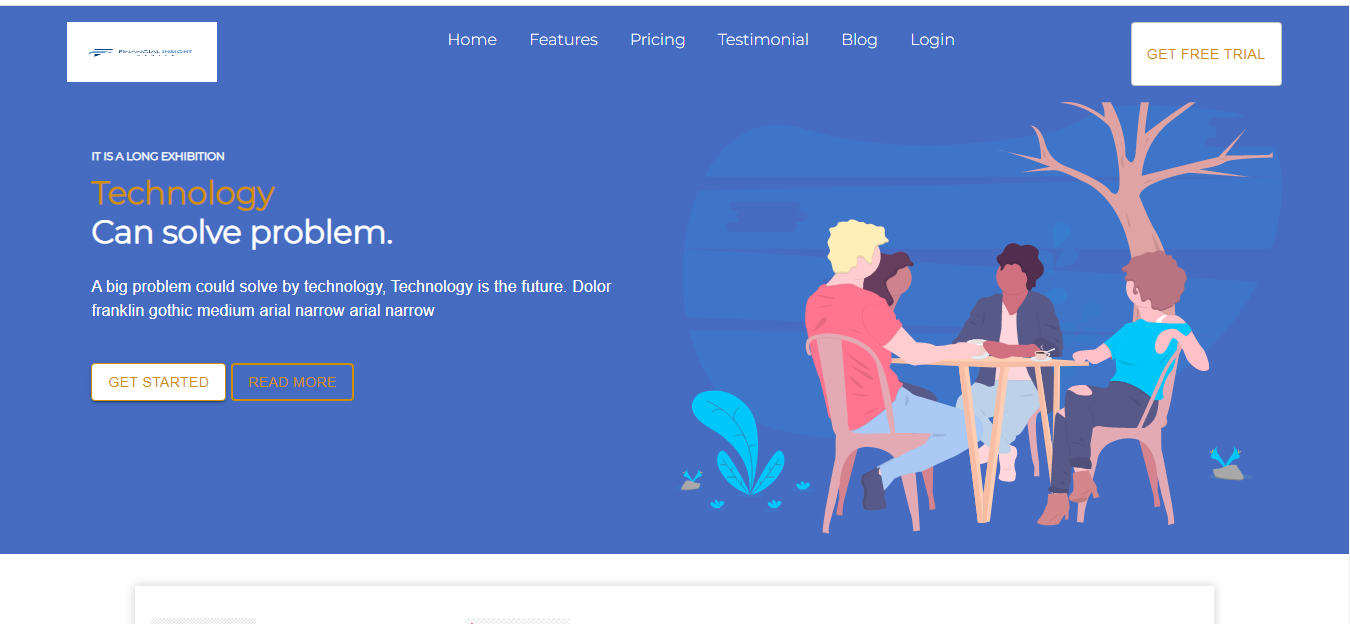 FINANCIAL INSIGHT
Home Features Pricing Testimonial Blog Login
GET FREE TRIAL
IT IS A LONG EXHIBITION
Technology
Can solve problem.
A big problem could solve by technology, Technology is the future. Dolor
franklin gothic medium arial narrow arial narrow
GET STARTED READ MORE